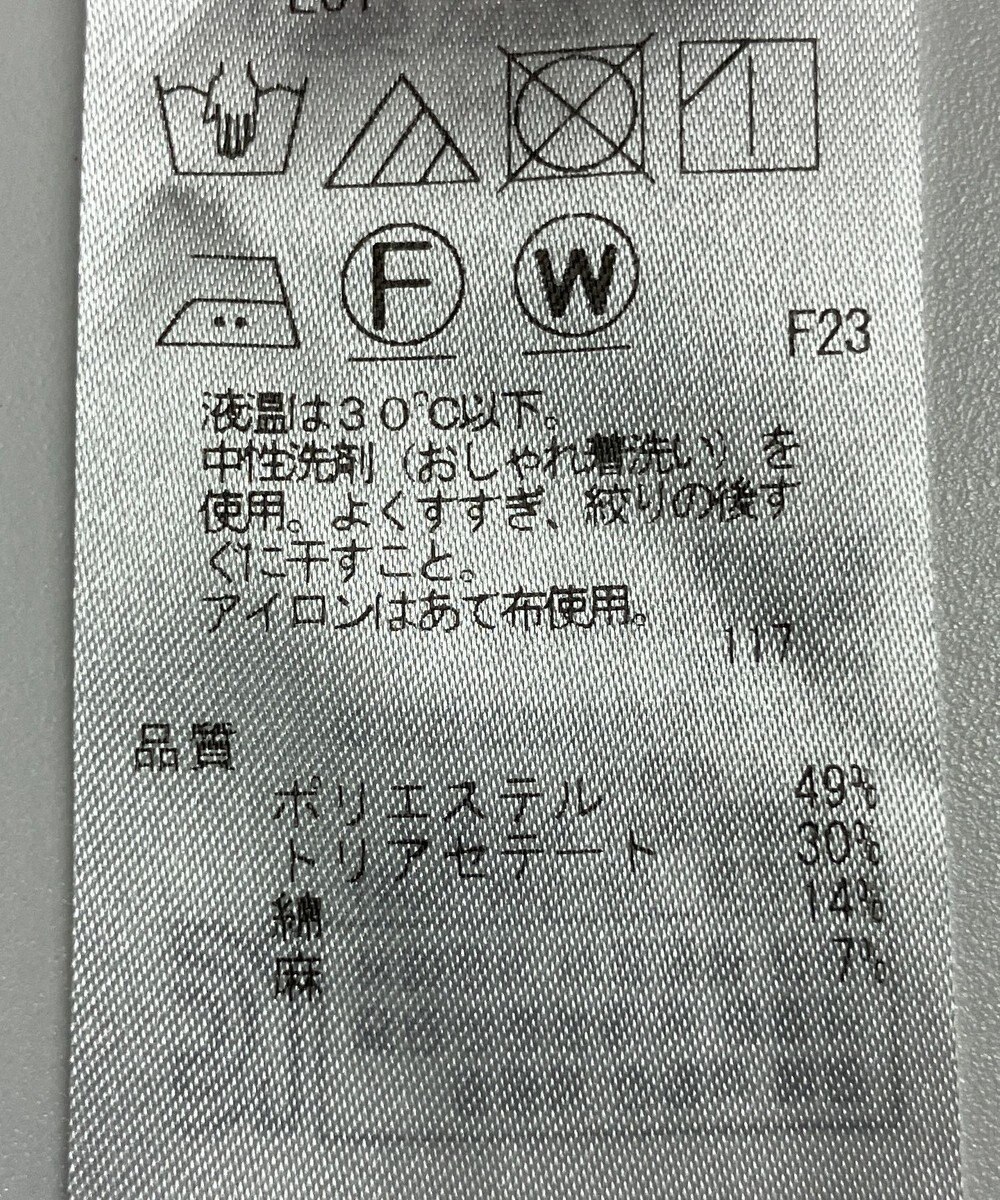 F
W
F23
液温は30℃以下。
中性洗剤（おしゃれ着洗い）を
使用。よくすすぎ、絞りの後す
ぐに干すこと。
アイロンはあて布使用。
117
品質
ポリエステル 49%
トリアセテート 30%
綿 14%
麻 7%